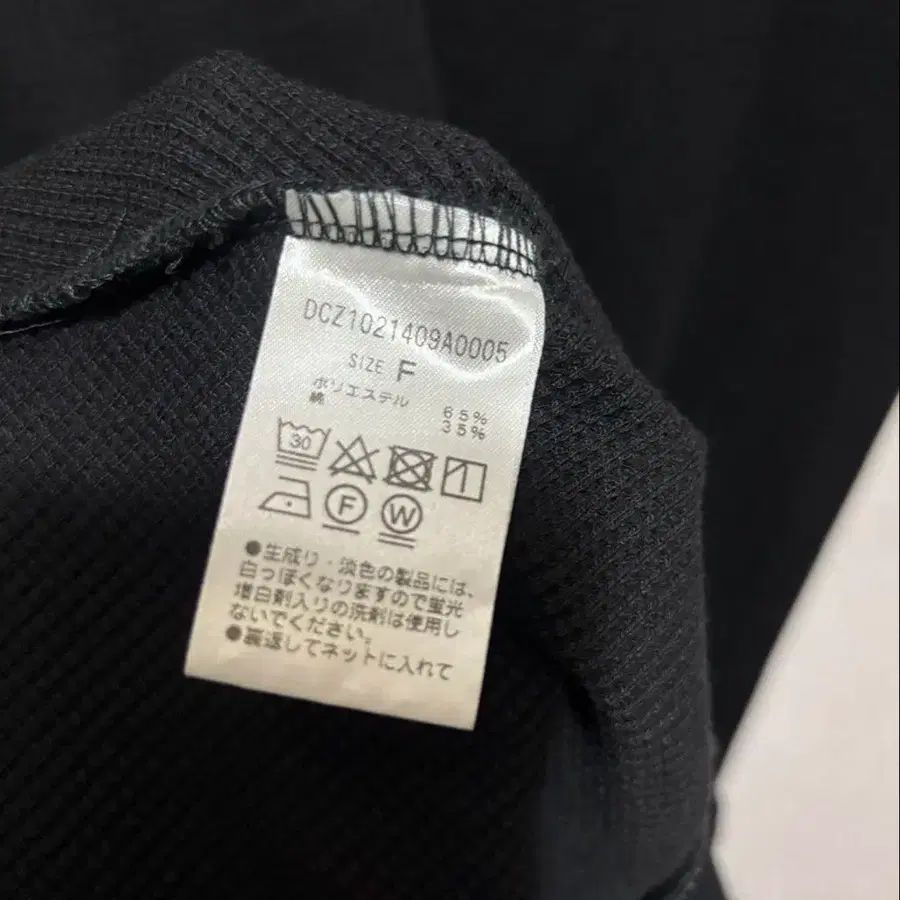 DCZ1021409A0005
SIZE F
ポリエステル 65%
綿 35%
30
F W
●生成り・淡色の製品には、
白っぽくなりますので蛍光
増白剤入りの洗剤は使用し
ないでください。
●裏返してネットに入れて